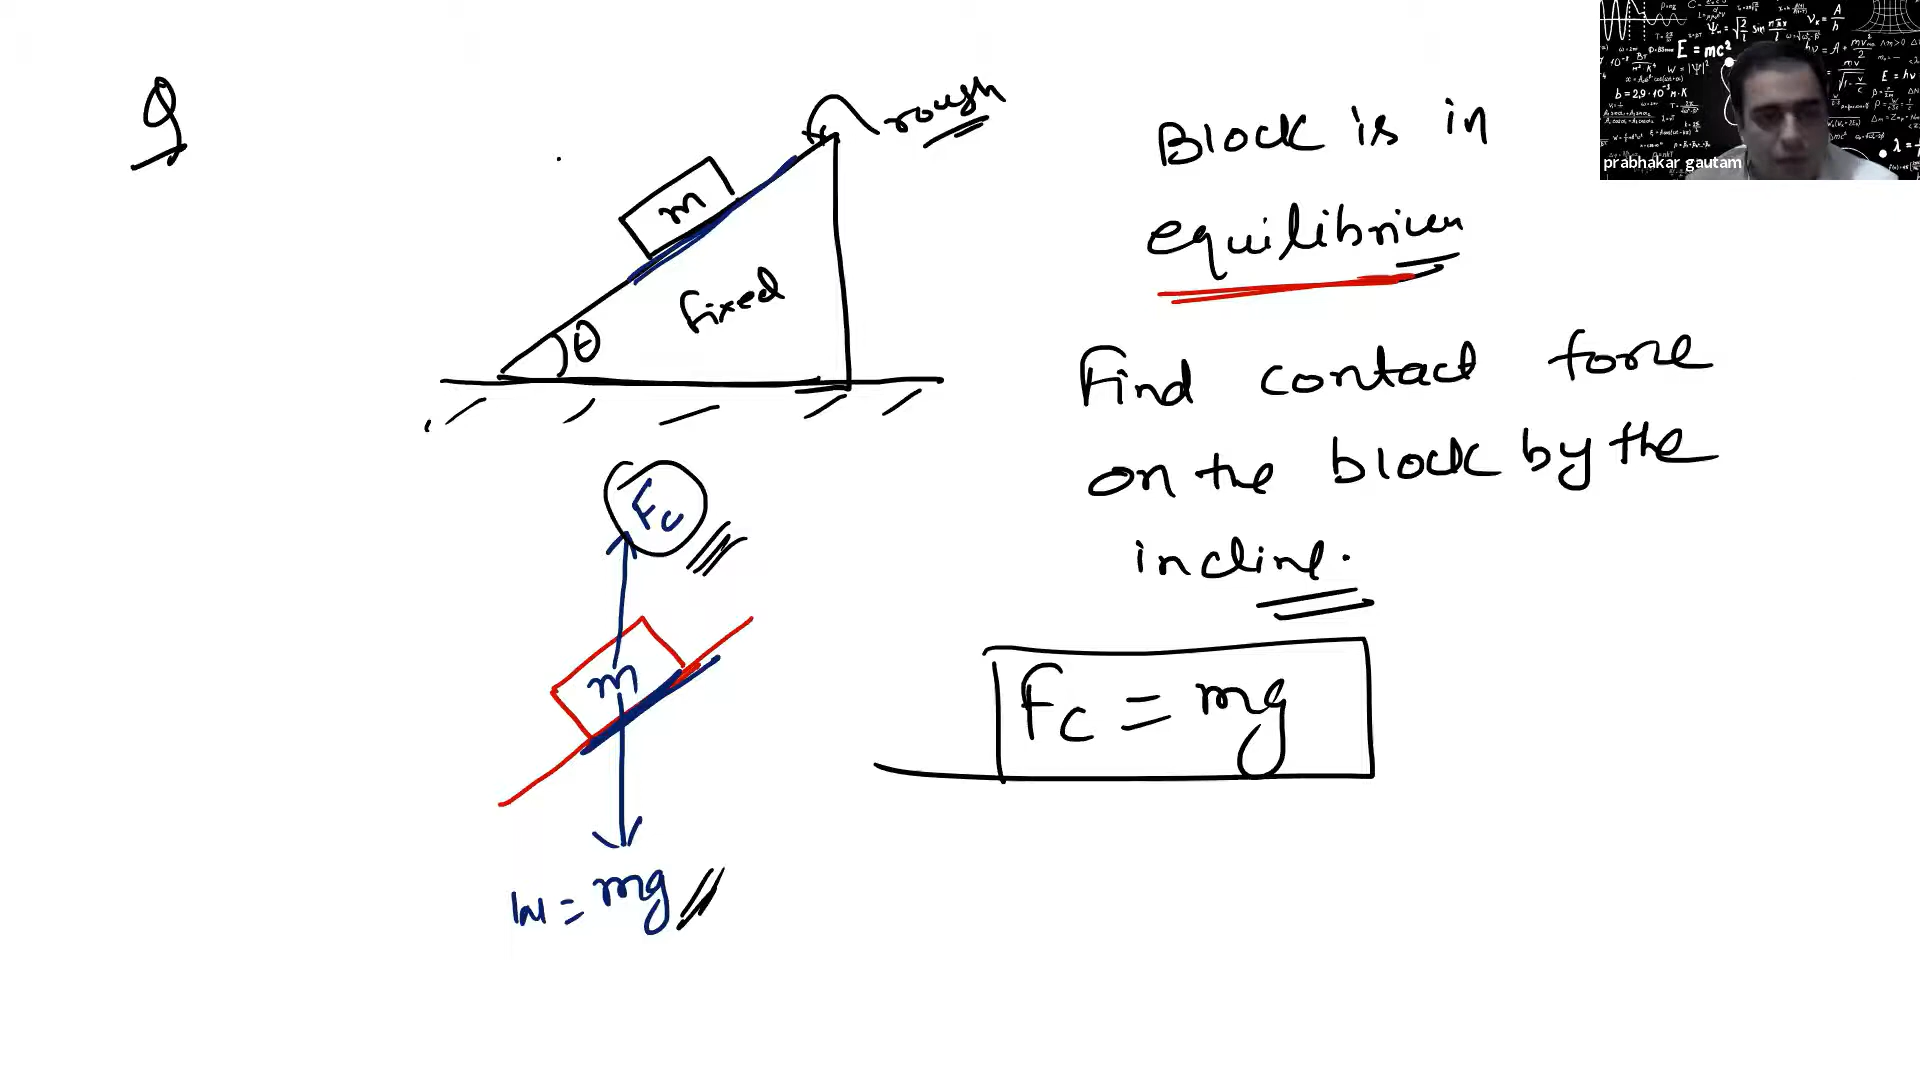 Q
rough
m
fixed
θ
Block is in
equilibrium
Find contact force
on the block by the
incline.
Fc
m
W = mg
Fc = mg
E = mc²
prabhakar gautam